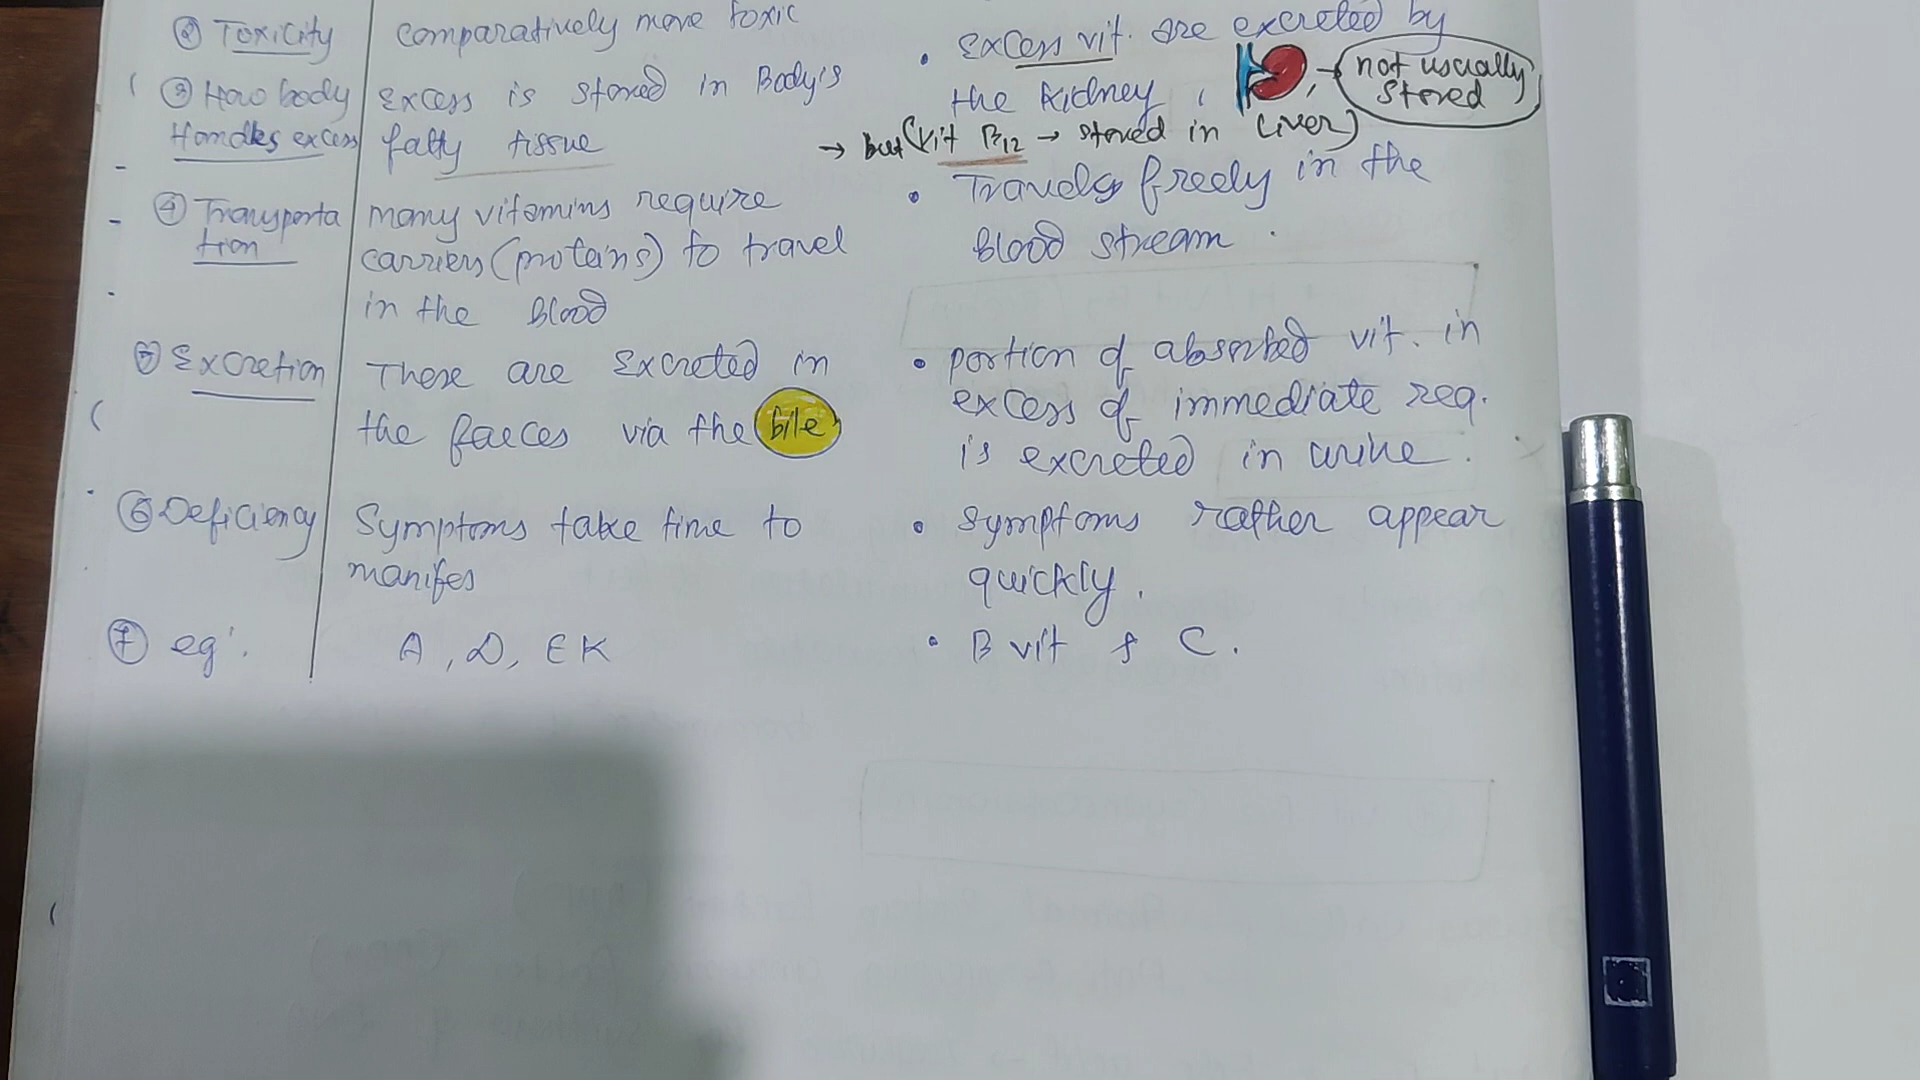 ② Toxicity comparatively more toxic
• Excess vit. are excreted by
the kidney,
not usually
stored
③ How body Excess is stored in Body's
Handles excess fatty tissue
→ but (Vit B12 → stored in Liver)
④ Transporta many vitamins require
tion carriers (proteins) to travel
in the Blood
• Travels freely in the
Blood stream.
⑤ Excretion These are Excreted in
the faeces via the bile
• portion of absorbed vit. in
excess of immediate req.
is excreted in urine.
⑥ Deficiency Symptoms take time to
manifes
• Symptoms rather appear
quickly.
⑦ eg: A, D, E K
• B vit & C.